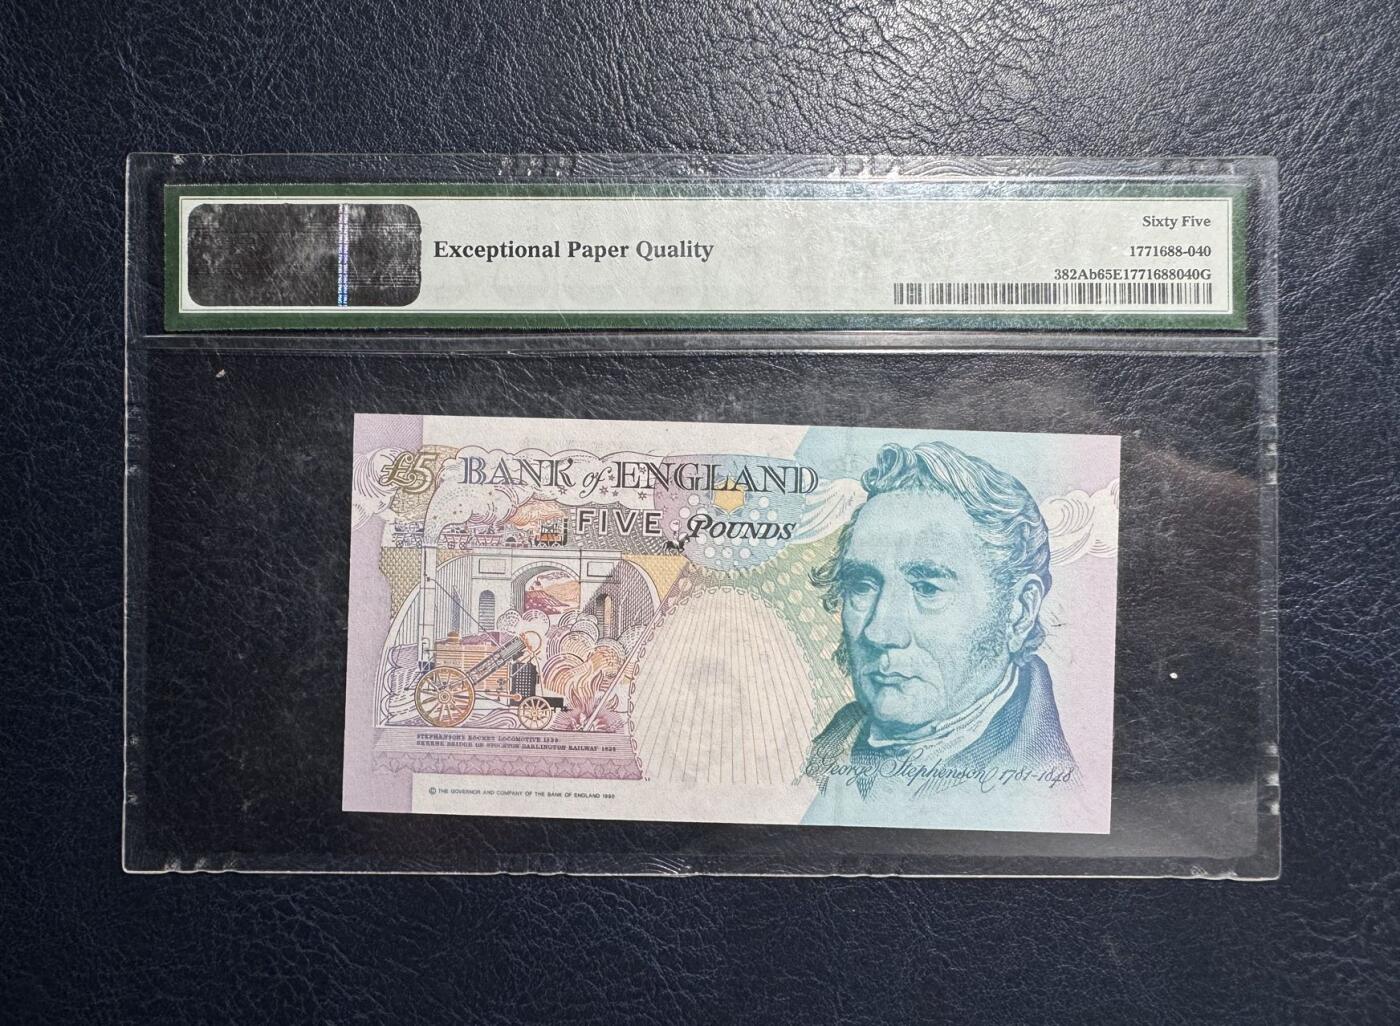 Sixty Five
Exceptional Paper Quality
1771688-040
382Ab65E1771688040G
£5 BANK of ENGLAND
FIVE POUNDS
STEPHENSON'S ROCKET LOCOMOTIVE 1829
SKERNE BRIDGE ON STOCKTON DARLINGTON RAILWAY 1825
George Stephenson 1781-1848
© THE GOVERNOR AND COMPANY OF THE BANK OF ENGLAND 1990